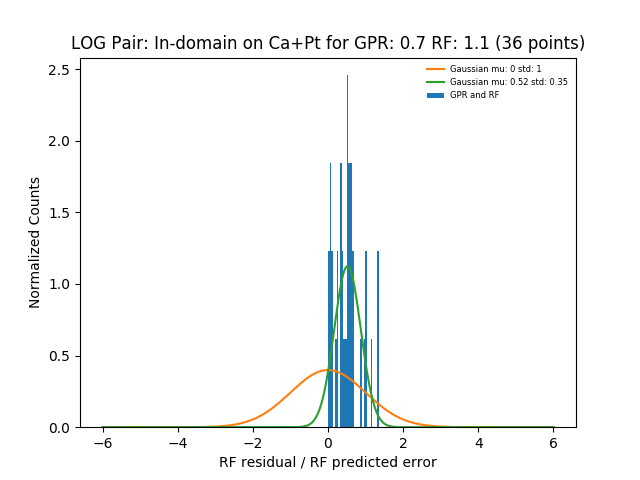 LOG Pair: In-domain on Ca+Pt for GPR: 0.7 RF: 1.1 (36 points)
Gaussian mu: 0 std: 1
Gaussian mu: 0.52 std: 0.35
GPR and RF
Normalized Counts
2.5
2.0
1.5
1.0
0.5
0.0
−6 −4 −2 0 2 4 6
RF residual / RF predicted error